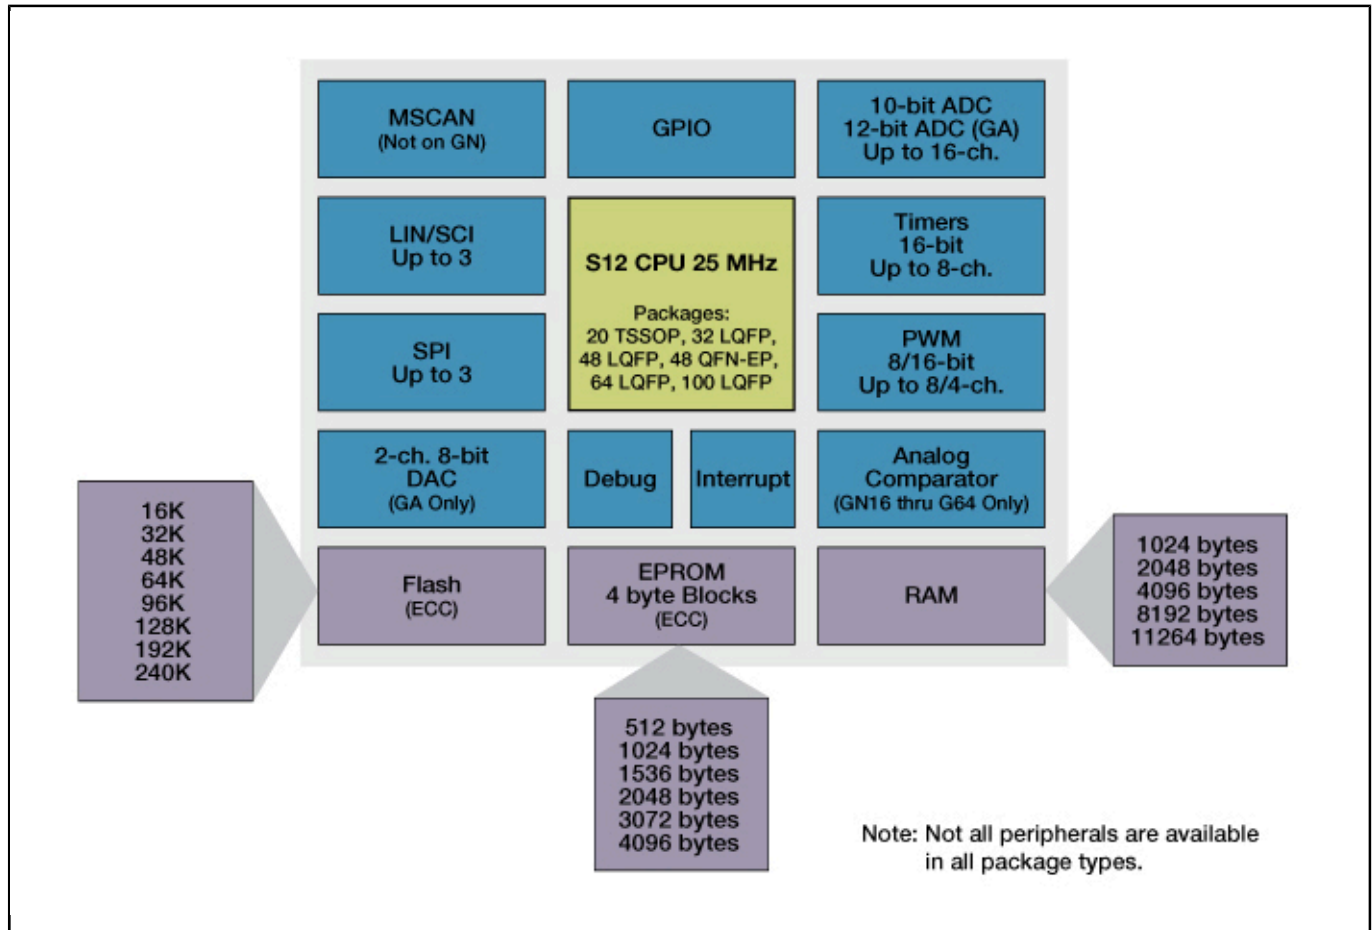 MSCAN
(Not on GN)
GPIO
10-bit ADC
12-bit ADC (GA)
Up to 16-ch.
LIN/SCI
Up to 3
S12 CPU 25 MHz
Packages:
20 TSSOP, 32 LQFP,
48 LQFP, 48 QFN-EP,
64 LQFP, 100 LQFP
Timers
16-bit
Up to 8-ch.
SPI
Up to 3
PWM
8/16-bit
Up to 8/4-ch.
2-ch. 8-bit
DAC
(GA Only)
Debug
Interrupt
Analog
Comparator
(GN16 thru G64 Only)
Flash
(ECC)
EPROM
4 byte Blocks
(ECC)
RAM
16K
32K
48K
64K
96K
128K
192K
240K
512 bytes
1024 bytes
1536 bytes
2048 bytes
3072 bytes
4096 bytes
1024 bytes
2048 bytes
4096 bytes
8192 bytes
11264 bytes
Note: Not all peripherals are available
in all package types.